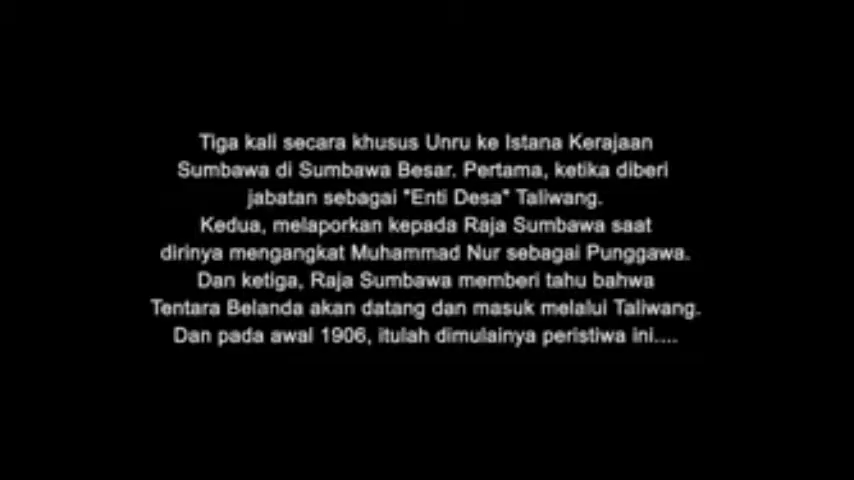 Tiga kali secara khusus Unru ke Istana Kerajaan
Sumbawa di Sumbawa Besar. Pertama, ketika diberi
jabatan sebagai "Enti Desa" Taliwang.
Kedua, melaporkan kepada Raja Sumbawa saat
dirinya mengangkat Muhammad Nur sebagai Punggawa.
Dan ketiga, Raja Sumbawa memberi tahu bahwa
Tentara Belanda akan datang dan masuk melalui Taliwang.
Dan pada awal 1906, itulah dimulainya peristiwa ini....